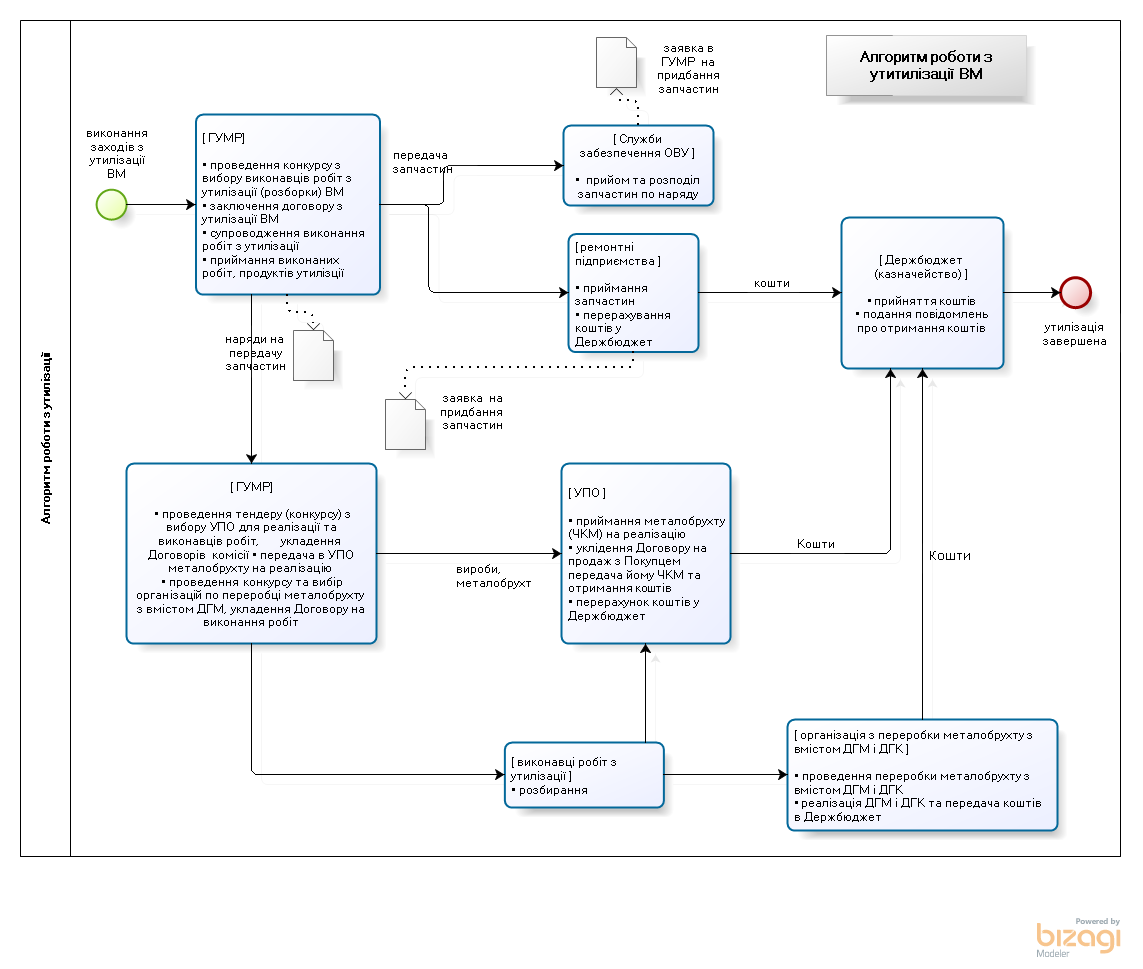 Алгоритм роботи з утилізації
Алгоритм роботи з
утитилізації ВМ
заявка в
ГУМР на
придбання
запчастин
виконання
заходів з
утилізації
ВМ
[ ГУМР]
• проведення конкурсу з
вибору виконавців робіт з
утилізації (розборки) ВМ
• заключення договору з
утилізації ВМ
• супроводження виконання
робіт з утилізації
• приймання виконаних
робіт, продуктів утилізції
передача
запчастин
[ Служби
забезпечення ОВУ ]
• прийом та розподіл
запчастин по наряду
[ремонтні
підприємства ]
• приймання
запчастин
• перерахування
коштів у
Держбюджет
кошти
[ Держбюджет
(казначейство) ]
• прийняття коштів
• подання повідомлень
про отримання коштів
утилізація
завершена
наряди на
передачу
запчастин
заявка на
придбання
запчастин
[ ГУМР]
• проведення тендеру (конкурсу) з
вибору УПО для реалізації та
виконавців робіт, укладення
Договорів комісії • передача в УПО
металобрухту на реалізацію
• проведення конкурсу та вибір
організацій по переробці металобрухту
з вмістом ДГМ, укладення Договору на
виконання робіт
вироби,
металобрухт
[ УПО ]
• приймання металобрухту
(ЧКМ) на реалізацію
• уклідення Договору на
продаж з Покупцем
передача йому ЧКМ та
отримання коштів
• перерахунок коштів у
Держбюджет
Кошти
Кошти
[ виконавці робіт з
утилізації ]
• розбирання
[ організація з переробки металобрухту з
вмістом ДГМ і ДГК ]
• проведення переробки металобрухту з
вмістом ДГМ і ДГК
• реалізація ДГМ і ДГК та передача коштів
в Держбюджет
Powered by
bizagi
Modeler